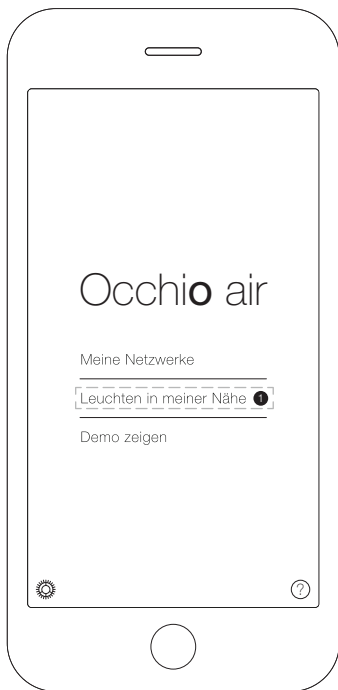 Occhio air
Meine Netzwerke
Leuchten in meiner Nähe 1
Demo zeigen
?